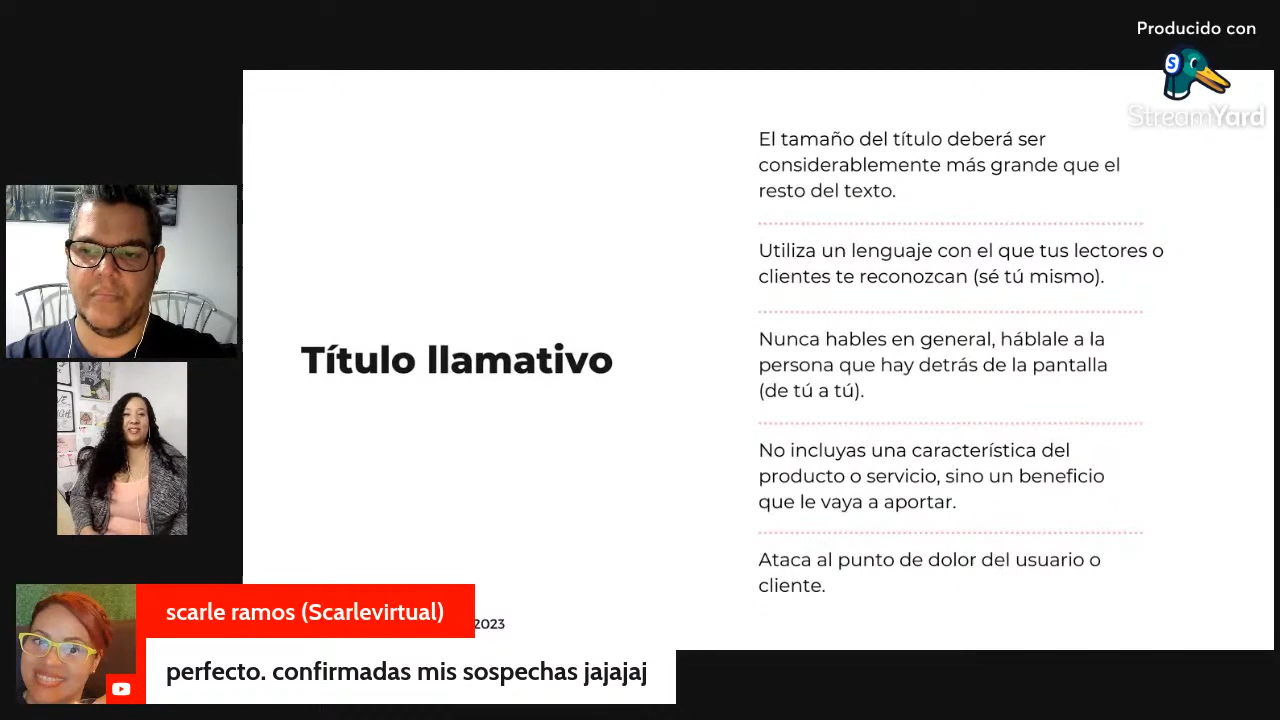 Producido con
StreamYard
El tamaño del título deberá ser
considerablemente más grande que el
resto del texto.
Utiliza un lenguaje con el que tus lectores o
clientes te reconozcan (sé tú mismo).
Título llamativo
Nunca hables en general, háblale a la
persona que hay detrás de la pantalla
(de tú a tú).
No incluyas una característica del
producto o servicio, sino un beneficio
que le vaya a aportar.
Ataca al punto de dolor del usuario o
cliente.
scarle ramos (Scarlevirtual)
2023
perfecto. confirmadas mis sospechas jajajaj